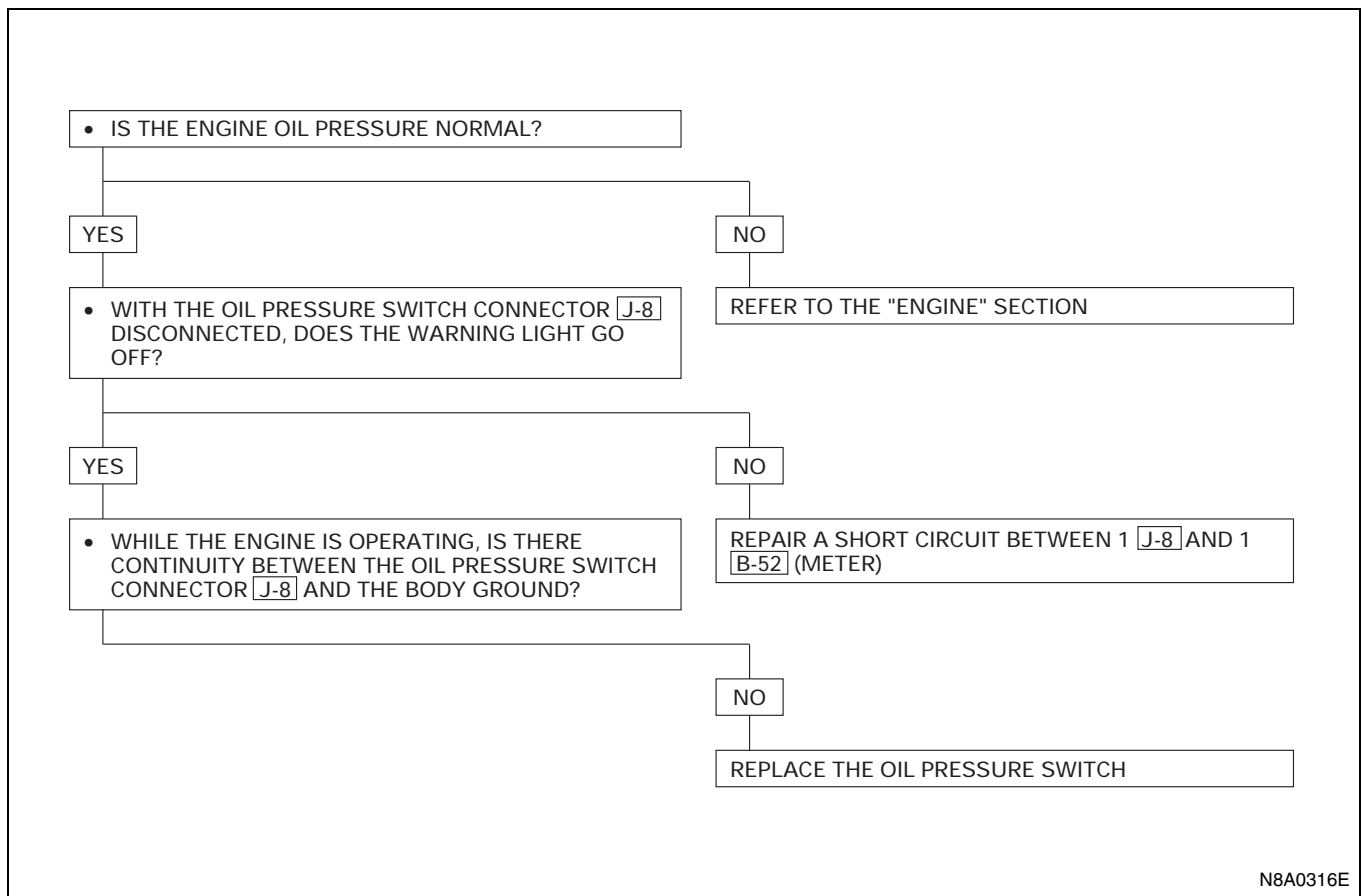 • IS THE ENGINE OIL PRESSURE NORMAL?
YES
NO
• WITH THE OIL PRESSURE SWITCH CONNECTOR J-8
DISCONNECTED, DOES THE WARNING LIGHT GO
OFF?
REFER TO THE "ENGINE" SECTION
YES
NO
• WHILE THE ENGINE IS OPERATING, IS THERE
CONTINUITY BETWEEN THE OIL PRESSURE SWITCH
CONNECTOR J-8 AND THE BODY GROUND?
REPAIR A SHORT CIRCUIT BETWEEN 1 J-8 AND 1
B-52 (METER)
NO
REPLACE THE OIL PRESSURE SWITCH
N8A0316E